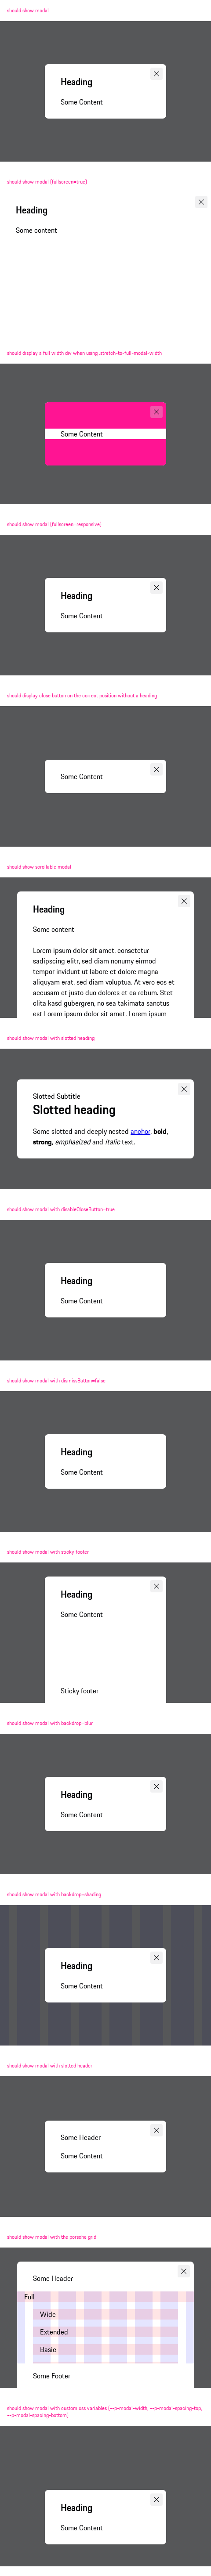 should show modal
Heading
Some Content
should show modal (fullscreen=true)
Heading
Some content
should display a full width div when using .stretch-to-full-modal-width
Some Content
should show modal (fullscreen=responsive)
Heading
Some Content
should display close button on the correct position without a heading
Some Content
should show scrollable modal
Heading
Some content
Lorem ipsum dolor sit amet, consetetur
sadipscing elitr, sed diam nonumy eirmod
tempor invidunt ut labore et dolore magna
aliquyam erat, sed diam voluptua. At vero eos et
accusam et justo duo dolores et ea rebum. Stet
clita kasd gubergren, no sea takimata sanctus
est Lorem ipsum dolor sit amet. Lorem ipsum
should show modal with slotted heading
Slotted Subtitle
Slotted heading
Some slotted and deeply nested anchor, bold,
strong, emphasized and italic text.
should show modal with disableCloseButton=true
Heading
Some Content
should show modal with dismissButton=false
Heading
Some Content
should show modal with sticky footer
Heading
Some Content
Sticky footer
should show modal with backdrop=blur
Heading
Some Content
should show modal with backdrop=shading
Heading
Some Content
should show modal with slotted header
Some Header
Some Content
should show modal with the porsche grid
Some Header
Full
Wide
Extended
Basic
Some Footer
should show modal with custom css variables (--p-modal-width, --p-modal-spacing-top,
--p-modal-spacing-bottom)
Heading
Some Content